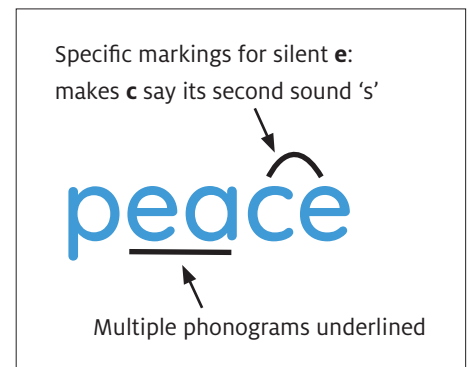 Specific markings for silent e:
makes c say its second sound ‘s’
peace
Multiple phonograms underlined